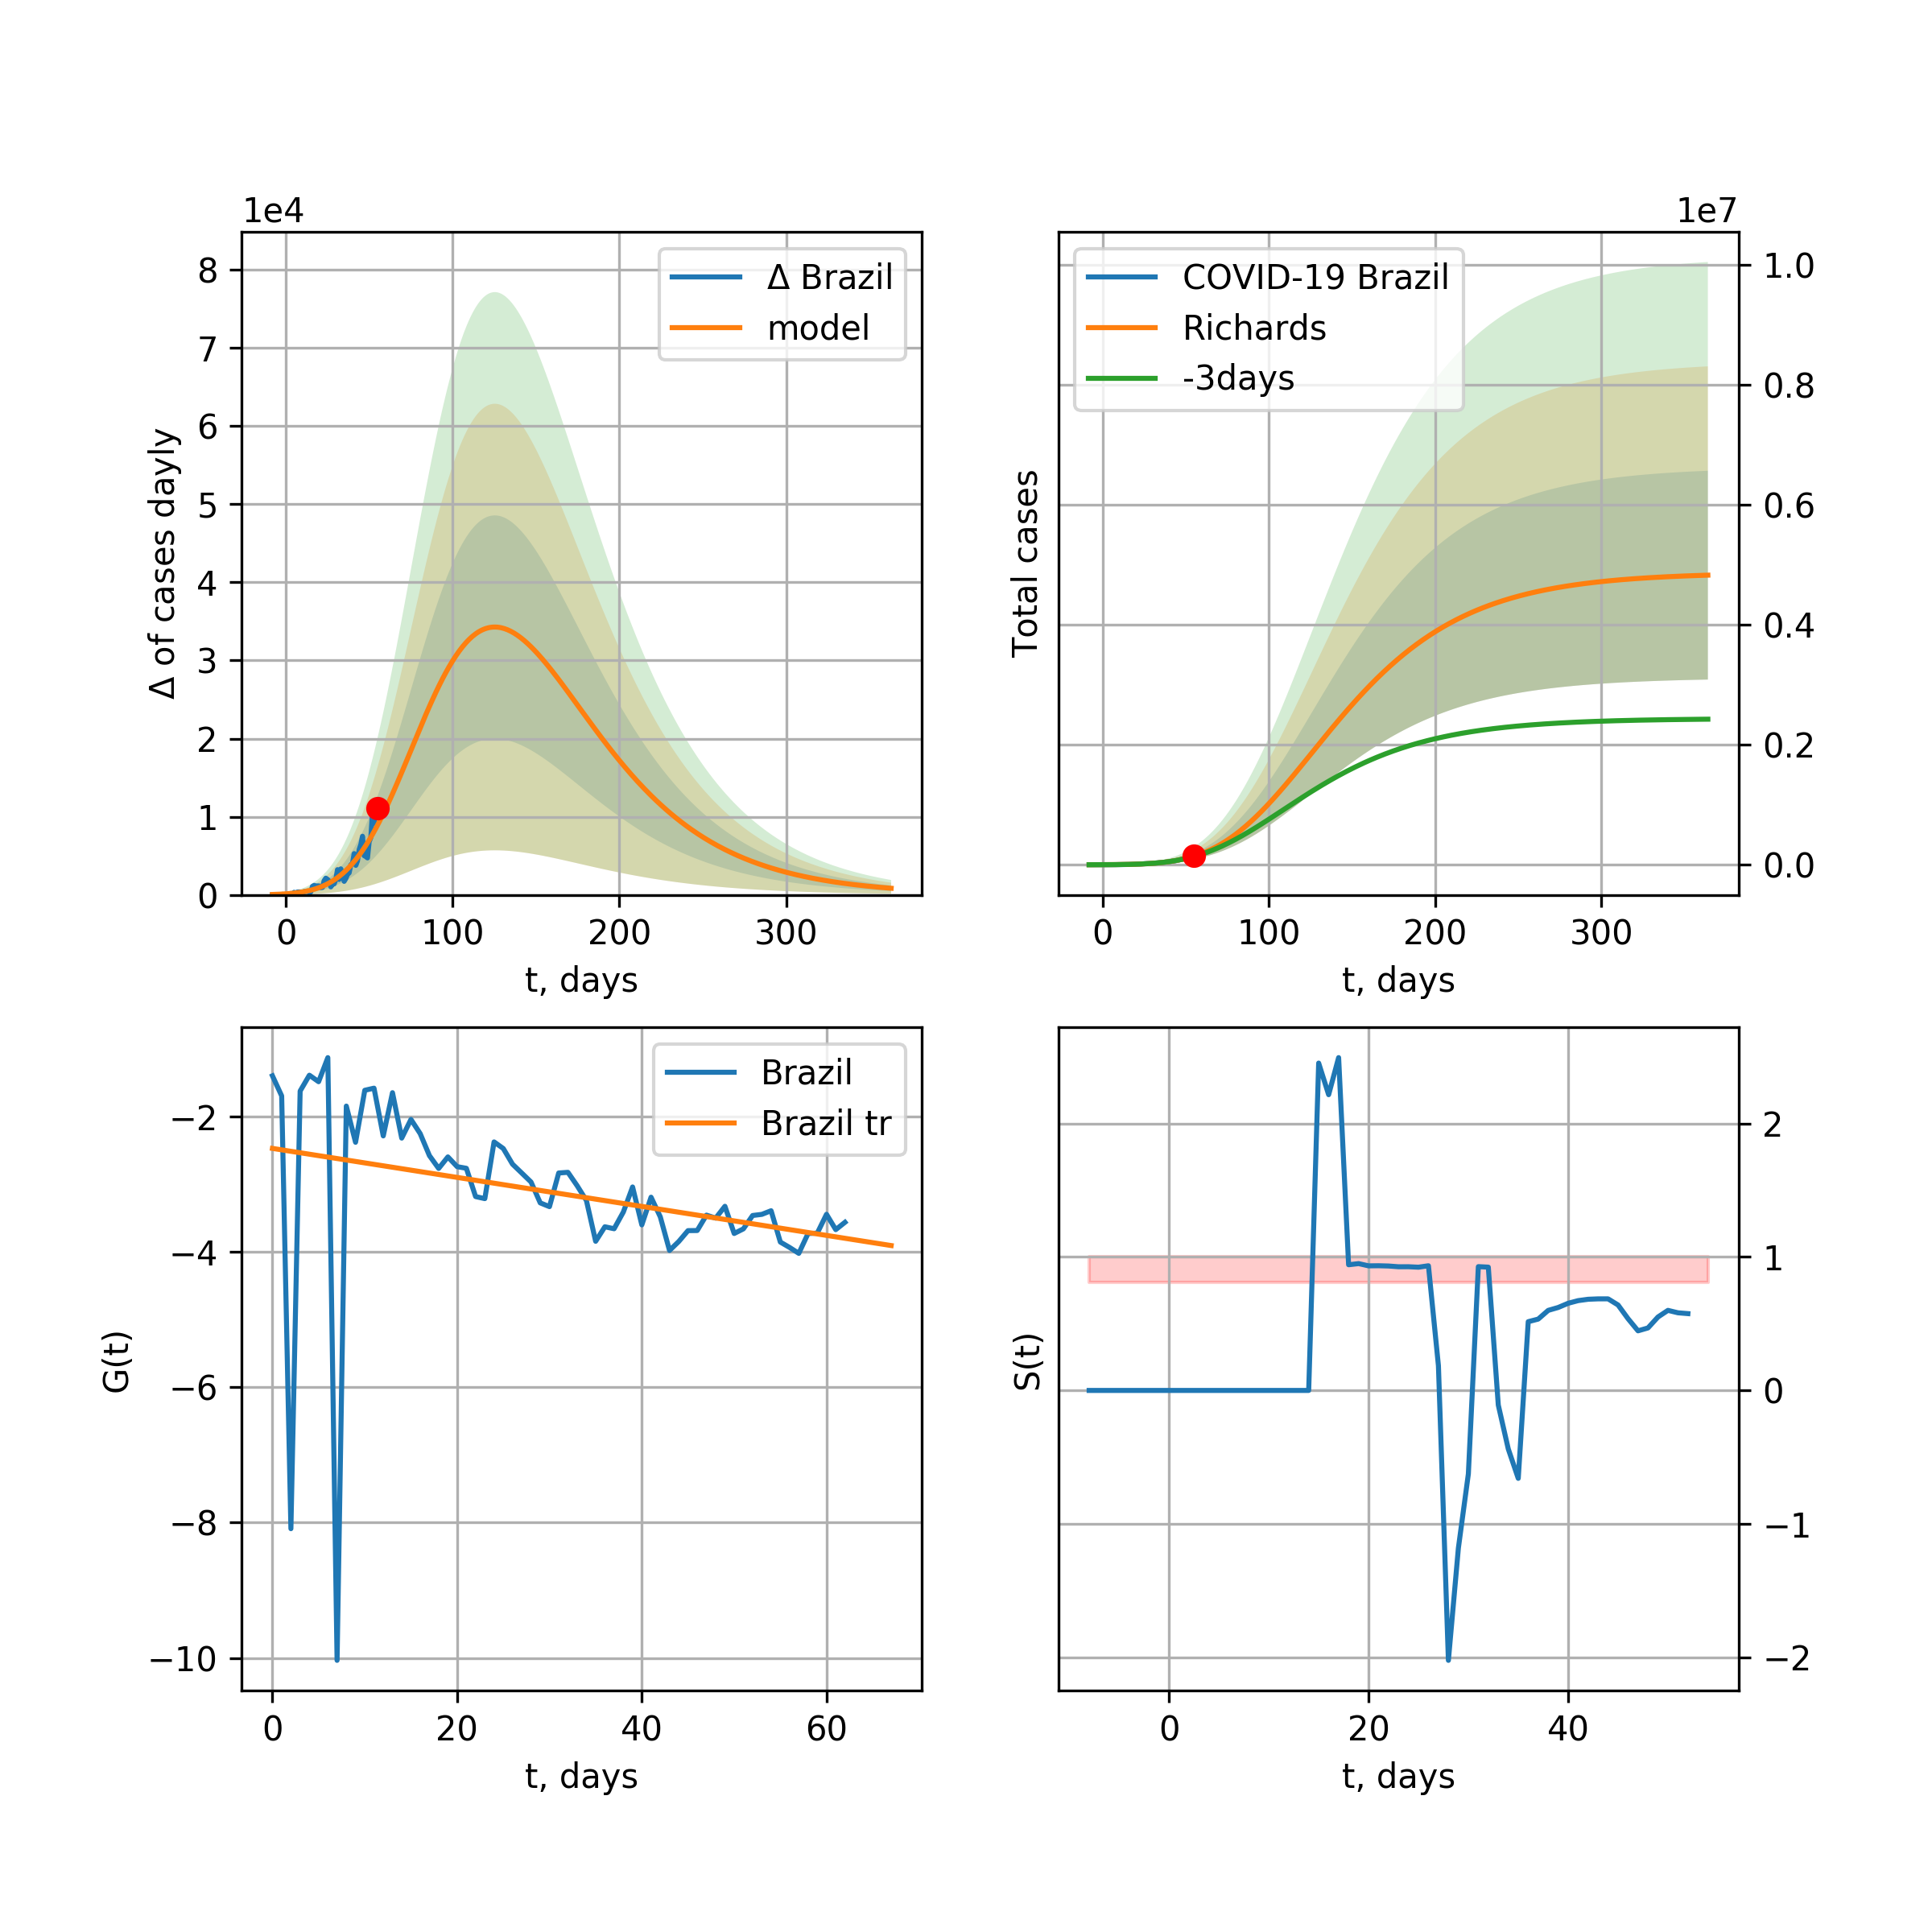 1e4
Δ of cases dayly
8
7
6
5
4
3
2
1
0
Δ Brazil
model
0 100 200 300
t, days
1e7
Total cases
COVID-19 Brazil
Richards
-3days
1.0
0.8
0.6
0.4
0.2
0.0
0 100 200 300
t, days
G(t)
−2
−4
−6
−8
−10
Brazil
Brazil tr
0 20 40 60
t, days
S(t)
2
1
0
−1
−2
0 20 40
t, days